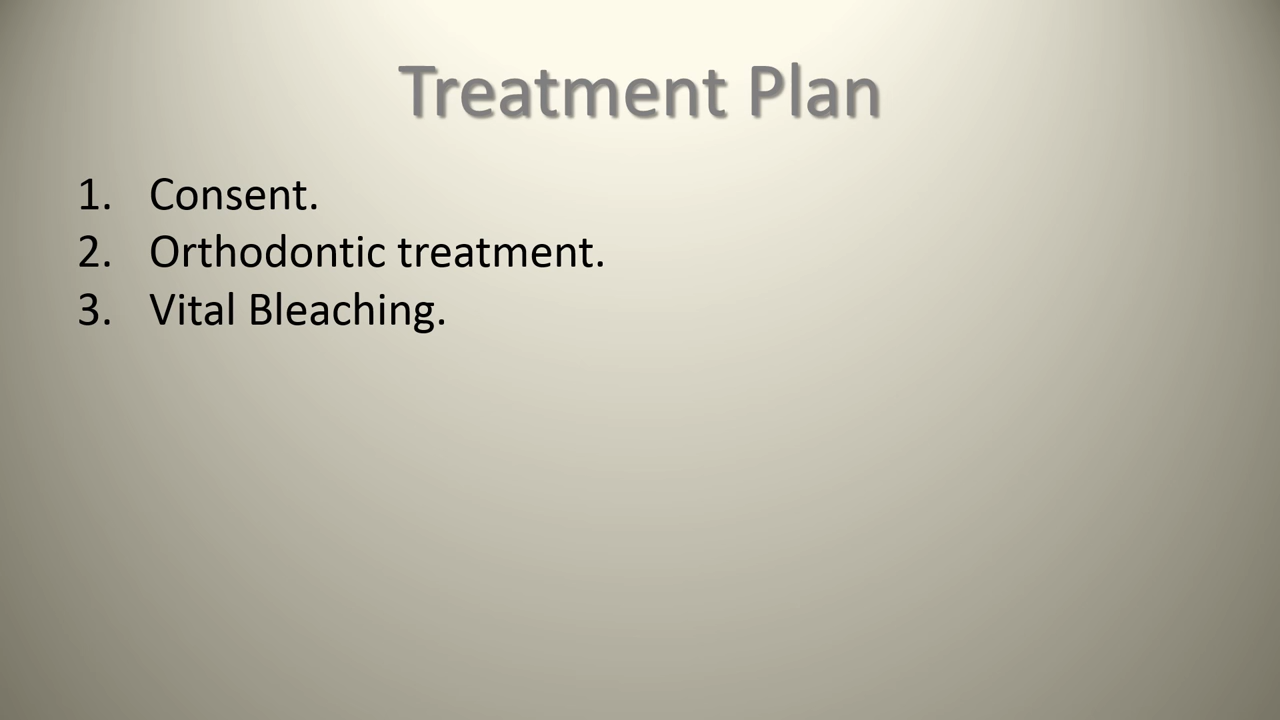 Treatment Plan
1. Consent.
2. Orthodontic treatment.
3. Vital Bleaching.